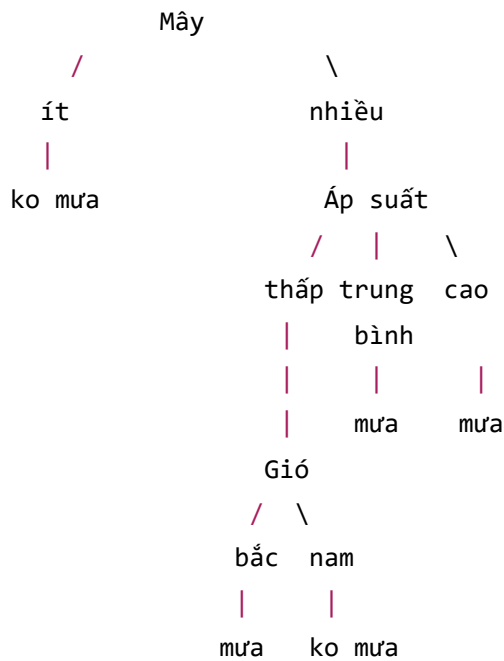 Mây
/ \
ít nhiều
| |
ko mưa Áp suất
/ | \
thấp trung cao
| bình
| | |
| mưa mưa
Gió
/ \
bắc nam
| |
mưa ko mưa